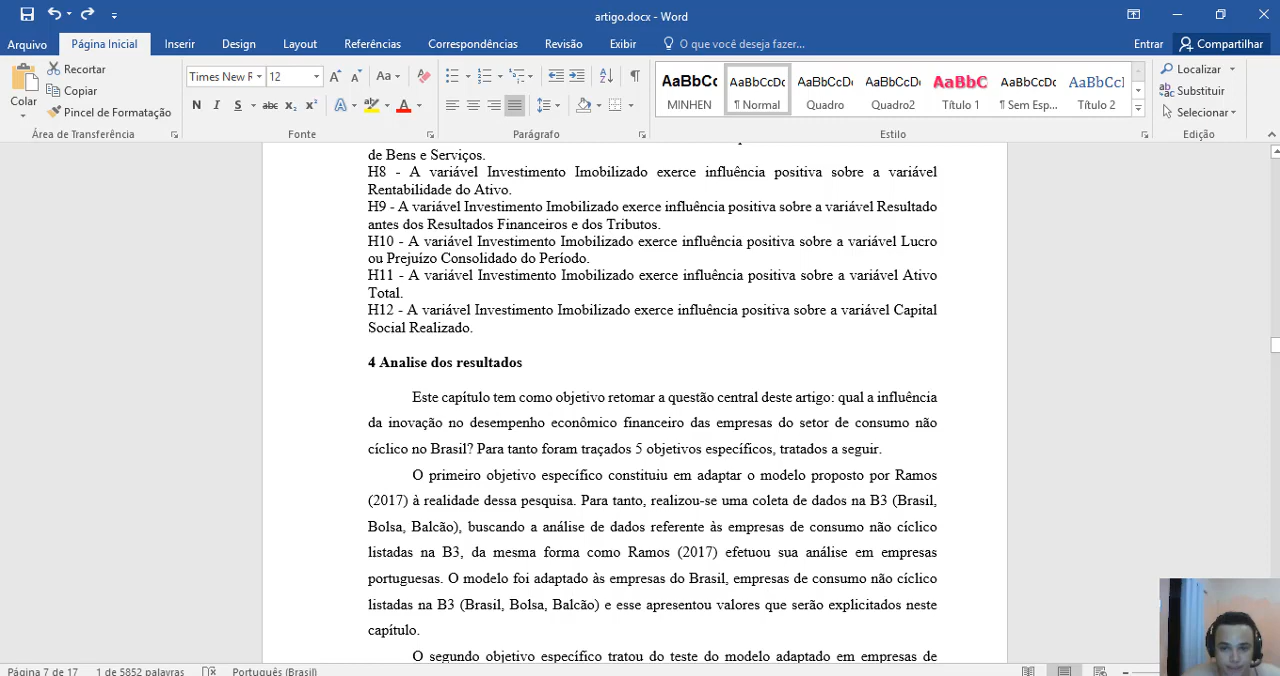 artigo.docx - Word
Arquivo Página Inicial Inserir Design Layout Referências Correspondências Revisão Exibir O que você deseja fazer... Entrar Compartilhar
Colar
Recortar
Copiar
Pincel de Formatação
Área de Transferência
Times New R 12
N I S abc x₂ x²
Fonte
Parágrafo
AaBbCc MINHEN
AaBbCcDc ¶ Normal
AaBbCcD Quadro
AaBbCcD Quadro2
AaBbC Título 1
AaBbCcDc ¶ Sem Esp...
AaBbCcI Título 2
Estilo
Localizar
Substituir
Selecionar
Edição
de Bens e Serviços.
H8 - A variável Investimento Imobilizado exerce influência positiva sobre a variável
Rentabilidade do Ativo.
H9 - A variável Investimento Imobilizado exerce influência positiva sobre a variável Resultado
antes dos Resultados Financeiros e dos Tributos.
H10 - A variável Investimento Imobilizado exerce influência positiva sobre a variável Lucro
ou Prejuízo Consolidado do Período.
H11 - A variável Investimento Imobilizado exerce influência positiva sobre a variável Ativo
Total.
H12 - A variável Investimento Imobilizado exerce influência positiva sobre a variável Capital
Social Realizado.
4 Analise dos resultados
Este capítulo tem como objetivo retomar a questão central deste artigo: qual a influência
da inovação no desempenho econômico financeiro das empresas do setor de consumo não
cíclico no Brasil? Para tanto foram traçados 5 objetivos específicos, tratados a seguir.
O primeiro objetivo específico constituiu em adaptar o modelo proposto por Ramos
(2017) à realidade dessa pesquisa. Para tanto, realizou-se uma coleta de dados na B3 (Brasil,
Bolsa, Balcão), buscando a análise de dados referente às empresas de consumo não cíclico
listadas na B3, da mesma forma como Ramos (2017) efetuou sua análise em empresas
portuguesas. O modelo foi adaptado às empresas do Brasil, empresas de consumo não cíclico
listadas na B3 (Brasil, Bolsa, Balcão) e esse apresentou valores que serão explicitados neste
capítulo.
O segundo objetivo específico tratou do teste do modelo adaptado em empresas de
Página 7 de 17 1 de 5852 palavras Português (Brasil)